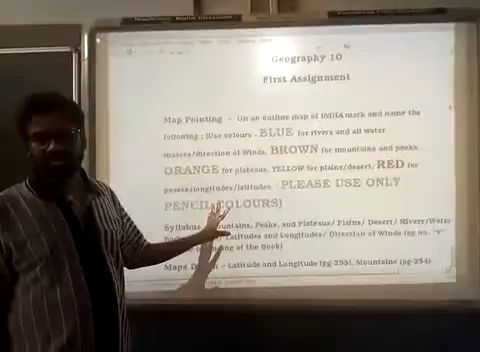 Geography 10
First Assignment
Map Pointing - On an outline map of INDIA mark and name the
following : (Use colours - BLUE for rivers and all water
masses/direction of Winds, BROWN for mountains and peaks,
ORANGE for plateaus, YELLOW for plains/desert, RED for
passes/longitudes/latitudes - PLEASE USE ONLY
PENCIL COLOURS)
Syllabus Mountains, Peaks, and Plateaus/ Plains/ Desert/ Rivers/Water
Latitudes and Longitudes/ Direction of Winds (pg no. "V"
of the Book)
Maps - Latitude and Longitude (pg-253), Mountains (pg-254)